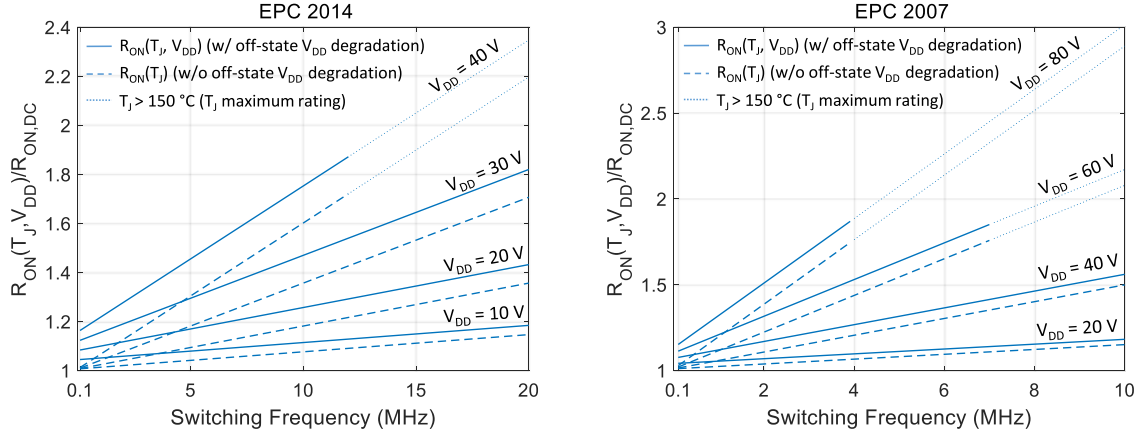 EPC 2014
R_ON(T_J,V_DD)/R_ON,DC
2.4
2.2
2
1.8
1.6
1.4
1.2
1
R_ON(T_J, V_DD) (w/ off-state V_DD degradation)
R_ON(T_J) (w/o off-state V_DD degradation)
T_J > 150 °C (T_J maximum rating)
V_DD = 40 V
V_DD = 30 V
V_DD = 20 V
V_DD = 10 V
0.1 5 10 15 20
Switching Frequency (MHz)
EPC 2007
R_ON(T_J,V_DD)/R_ON,DC
3
2.5
2
1.5
1
R_ON(T_J, V_DD) (w/ off-state V_DD degradation)
R_ON(T_J) (w/o off-state V_DD degradation)
T_J > 150 °C (T_J maximum rating)
V_DD = 80 V
V_DD = 60 V
V_DD = 40 V
V_DD = 20 V
0.1 2 4 6 8 10
Switching Frequency (MHz)